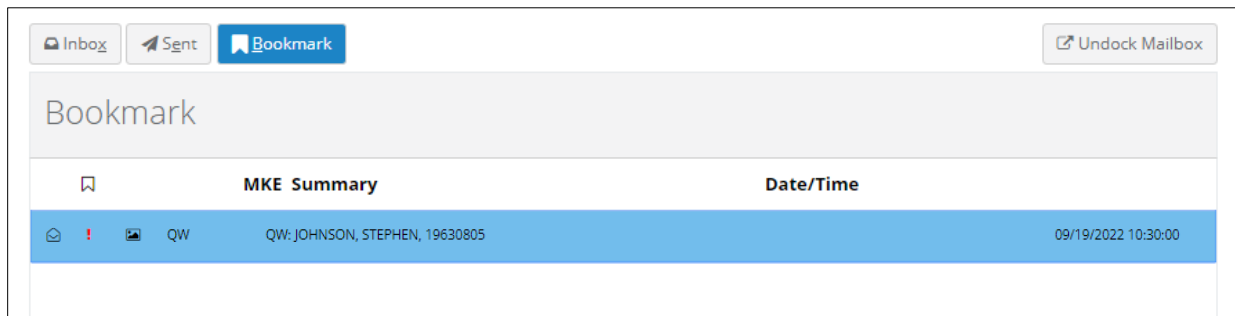 Inbox Sent Bookmark Undock Mailbox
Bookmark
MKE Summary Date/Time
! QW QW: JOHNSON, STEPHEN, 19630805 09/19/2022 10:30:00